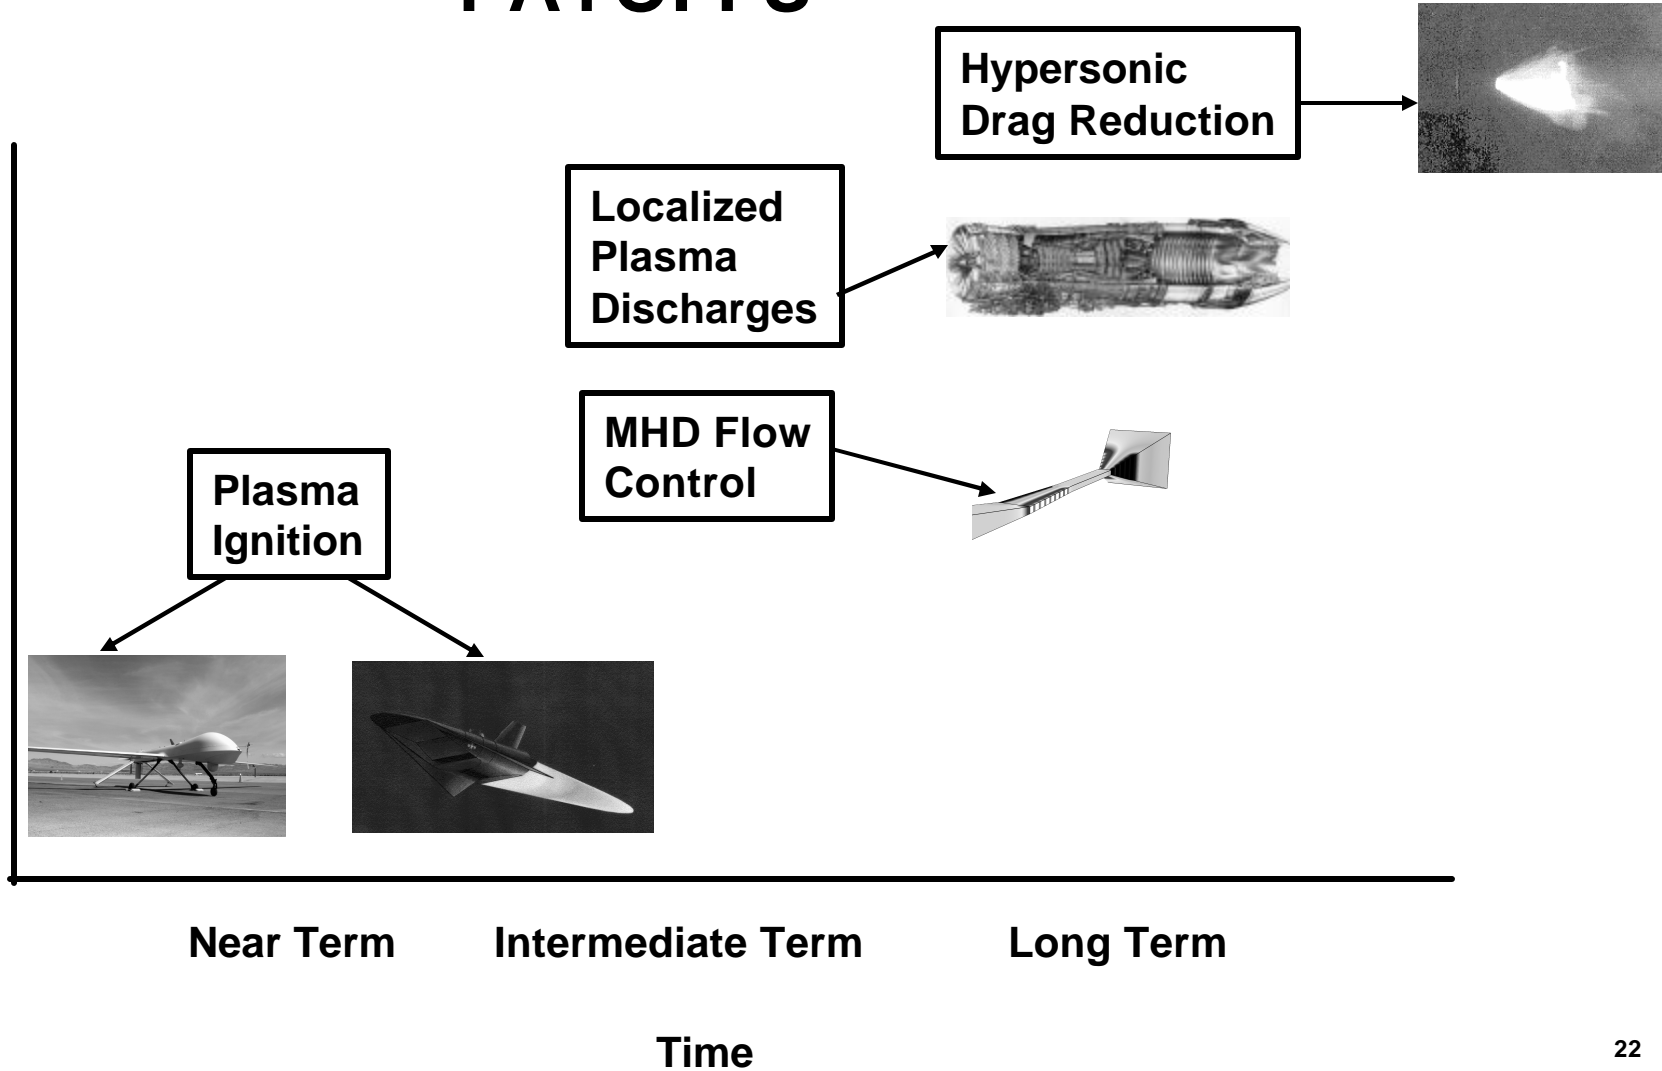 PAYOFFS
Hypersonic
Drag Reduction
Localized
Plasma
Discharges
MHD Flow
Control
Plasma
Ignition
Near Term
Intermediate Term
Long Term
Time
22